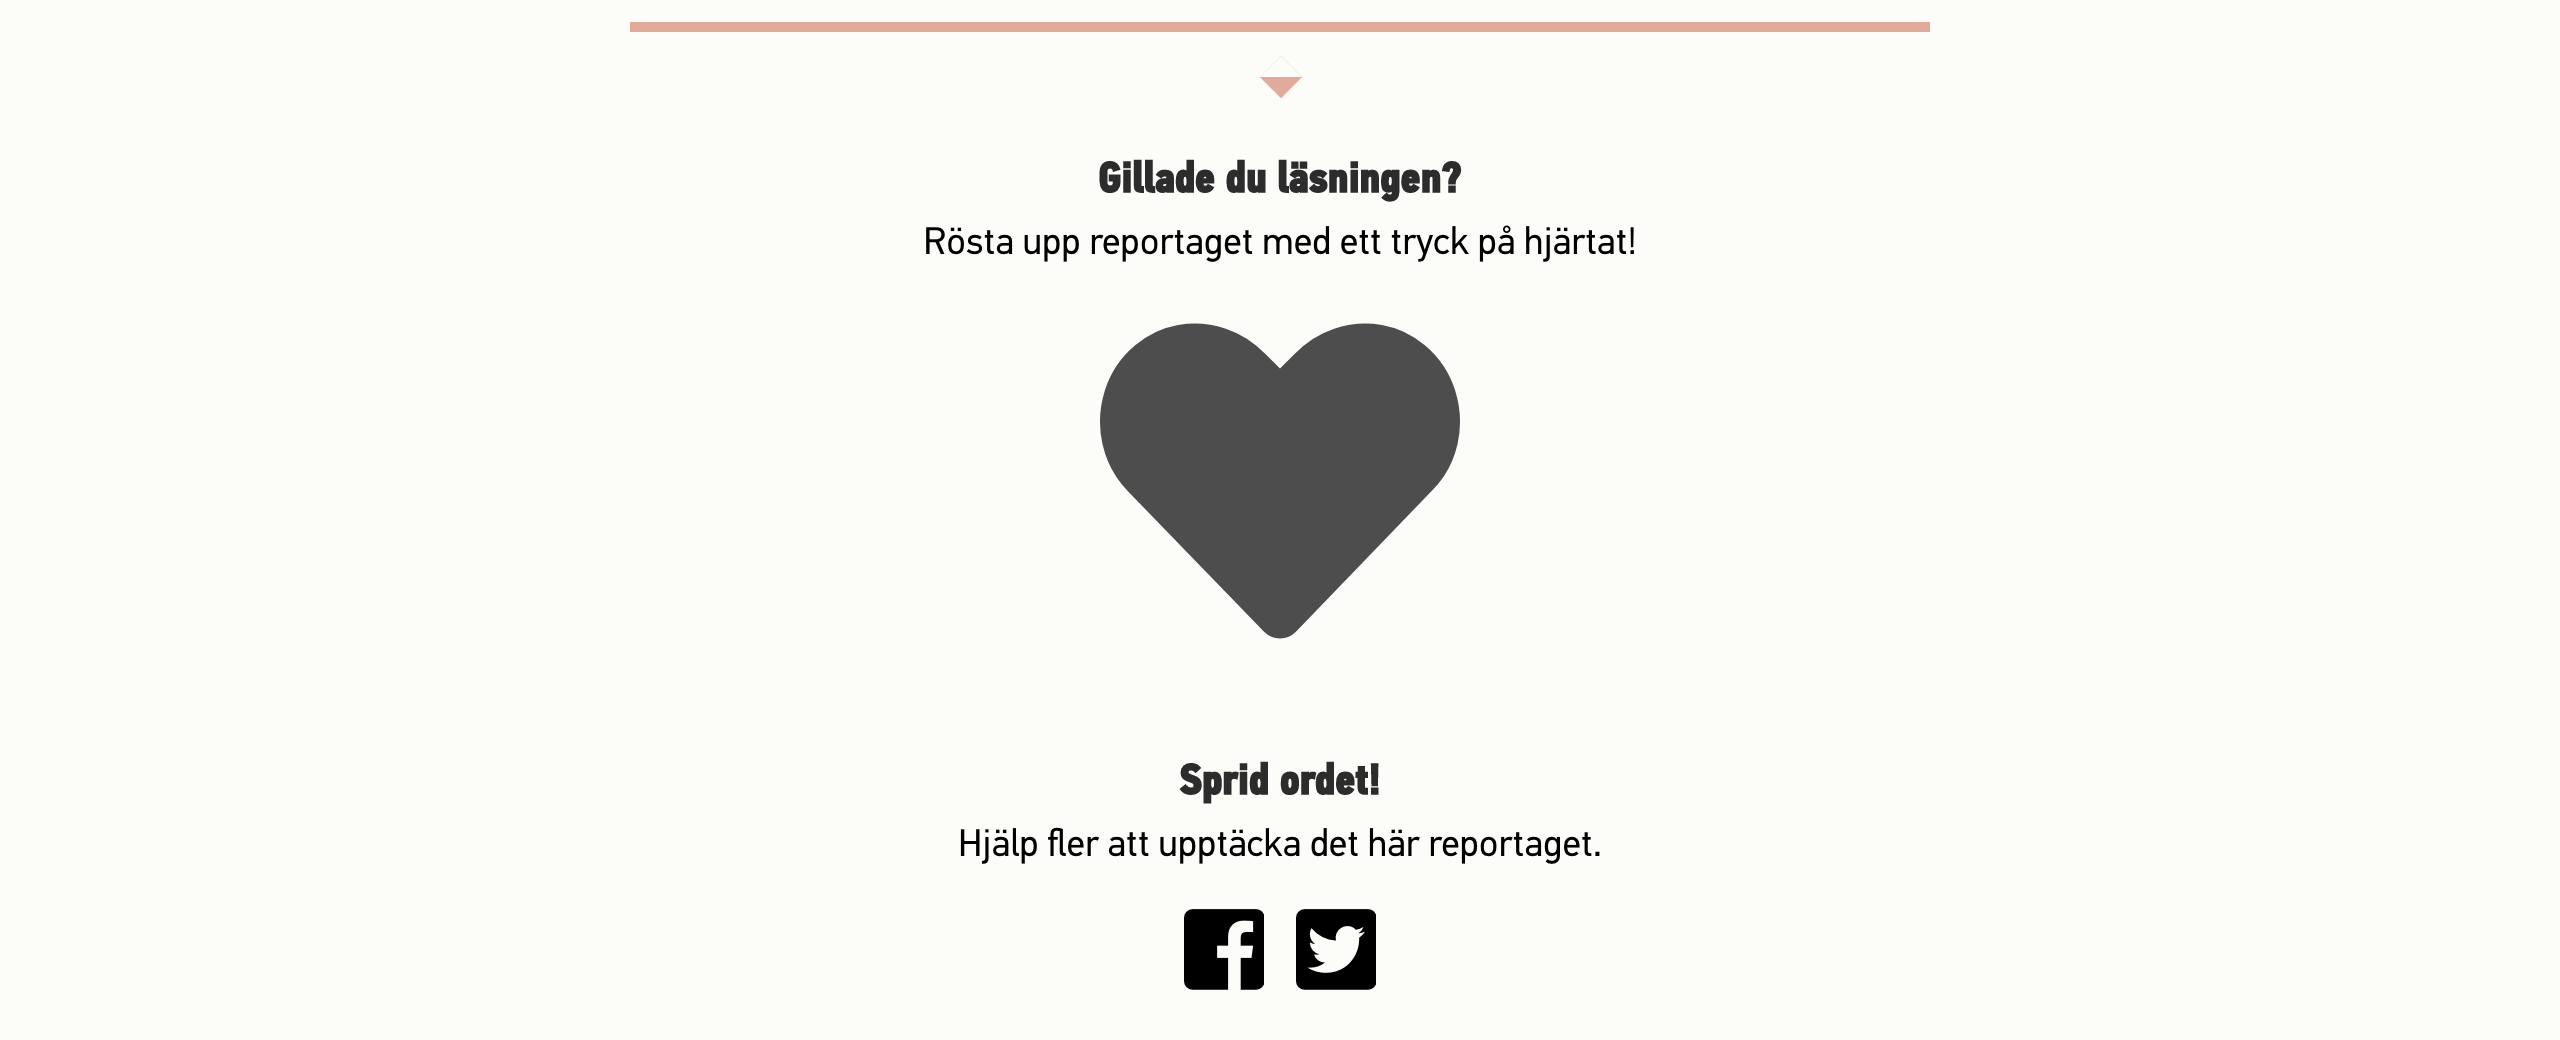 Gillade du läsningen?
Rösta upp reportaget med ett tryck på hjärtat!
Sprid ordet!
Hjälp fler att upptäcka det här reportaget.